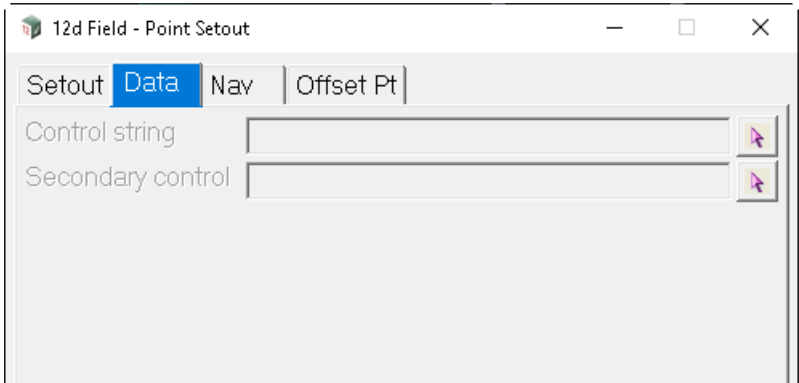 12d Field - Point Setout
Setout Data Nav Offset Pt
Control string
Secondary control